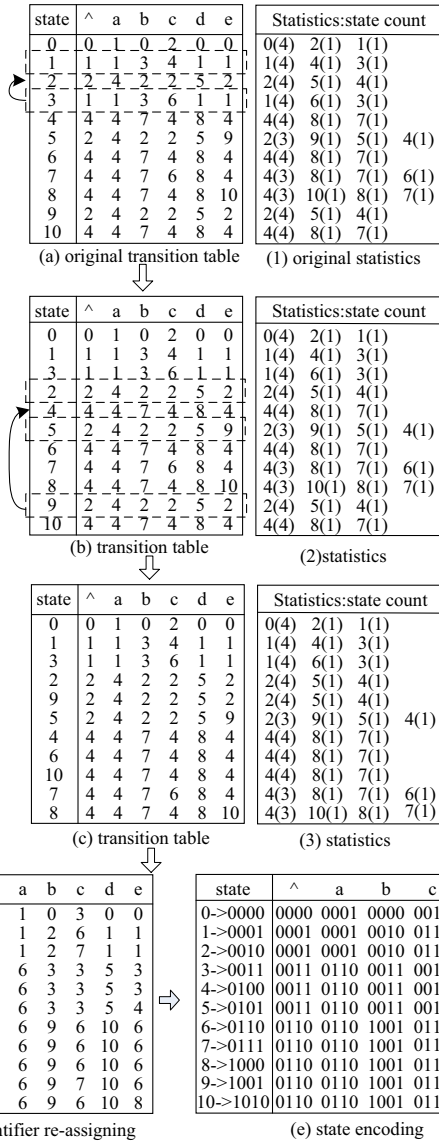 state ^ a b c d e Statistics:state count
0 0 1 0 2 0 0 0(4) 2(1) 1(1)
1 1 1 3 4 1 1 1(4) 4(1) 3(1)
2 2 4 2 2 5 2 2(4) 5(1) 4(1)
3 1 1 3 6 1 1 1(4) 6(1) 3(1)
4 4 4 7 4 8 4 4(4) 8(1) 7(1)
5 2 4 2 2 5 9 2(3) 9(1) 5(1) 4(1)
6 4 4 7 4 8 4 4(4) 8(1) 7(1)
7 4 4 7 6 8 4 4(3) 8(1) 7(1) 6(1)
8 4 4 7 4 8 10 4(3) 10(1) 8(1) 7(1)
9 2 4 2 2 5 2 2(4) 5(1) 4(1)
10 4 4 7 4 8 4 4(4) 8(1) 7(1)
(a) original transition table (1) original statistics
state ^ a b c d e Statistics:state count
0 0 1 0 2 0 0 0(4) 2(1) 1(1)
1 1 1 3 4 1 1 1(4) 4(1) 3(1)
3 1 1 3 6 1 1 1(4) 6(1) 3(1)
2 2 4 2 2 5 2 2(4) 5(1) 4(1)
4 4 4 7 4 8 4 4(4) 8(1) 7(1)
5 2 4 2 2 5 9 2(3) 9(1) 5(1) 4(1)
6 4 4 7 4 8 4 4(4) 8(1) 7(1)
7 4 4 7 6 8 4 4(3) 8(1) 7(1) 6(1)
8 4 4 7 4 8 10 4(3) 10(1) 8(1) 7(1)
9 2 4 2 2 5 2 2(4) 5(1) 4(1)
10 4 4 7 4 8 4 4(4) 8(1) 7(1)
(b) transition table (2)statistics
state ^ a b c d e Statistics:state count
0 0 1 0 2 0 0 0(4) 2(1) 1(1)
1 1 1 3 4 1 1 1(4) 4(1) 3(1)
3 1 1 3 6 1 1 1(4) 6(1) 3(1)
2 2 4 2 2 5 2 2(4) 5(1) 4(1)
9 2 4 2 2 5 2 2(4) 5(1) 4(1)
5 2 4 2 2 5 9 2(3) 9(1) 5(1) 4(1)
4 4 4 7 4 8 4 4(4) 8(1) 7(1)
6 4 4 7 4 8 4 4(4) 8(1) 7(1)
10 4 4 7 4 8 4 4(4) 8(1) 7(1)
7 4 4 7 6 8 4 4(3) 8(1) 7(1) 6(1)
8 4 4 7 4 8 10 4(3) 10(1) 8(1) 7(1)
(c) transition table (3) statistics
a b c d e state ^ a b c
1 0 3 0 0 0->0000 0000 0001 0000 001
1 2 6 1 1 1->0001 0001 0001 0010 011
1 2 7 1 1 2->0010 0001 0001 0010 011
6 3 3 5 3 3->0011 0011 0110 0011 001
6 3 3 5 3 4->0100 0011 0110 0011 001
6 3 3 5 4 5->0101 0011 0110 0011 001
6 9 6 10 6 6->0110 0110 0110 1001 011
6 9 6 10 6 7->0111 0110 0110 1001 011
6 9 6 10 6 8->1000 0110 0110 1001 011
6 9 7 10 6 9->1001 0110 0110 1001 011
6 9 6 10 8 10->1010 0110 0110 1001 011
ntifier re-assigning (e) state encoding